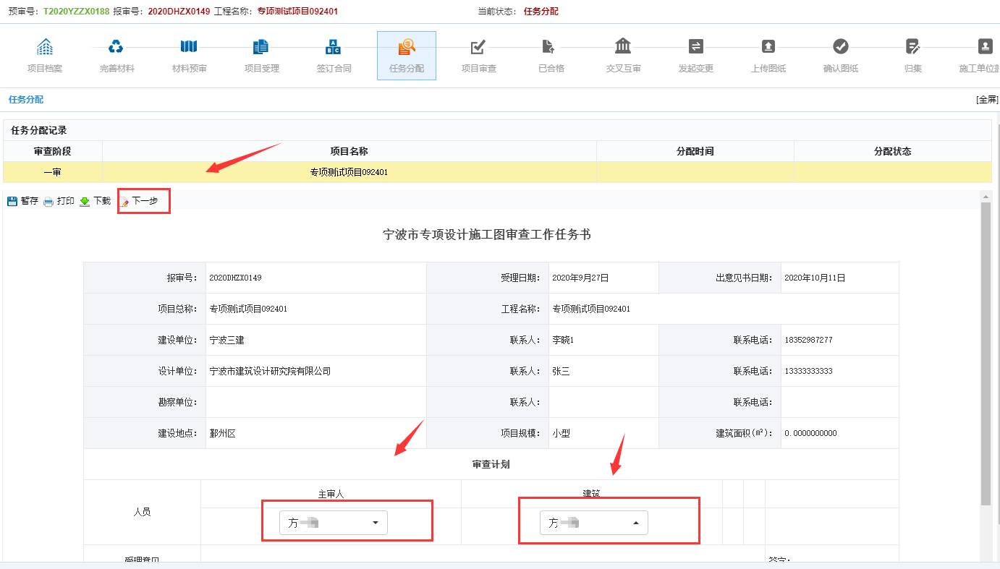 预审号: T2020YZZX0188 报审号: 2020DHZX0149 工程名称: 专项测试项目092401 当前状态: 任务分配
项目档案 完善材料 材料预审 项目受理 签订合同 任务分配 项目审查 已合格 交叉互审 发起变更 上传图纸 确认图纸 归集 施工单位盖
任务分配 [全屏]
任务分配记录
审查阶段 项目名称 分配时间 分配状态
一审 专项测试项目092401
暂存 打印 下载 下一步
宁波市专项设计施工图审查工作任务书
报审号: 2020DHZX0149 受理日期: 2020年9月27日 出意见书日期: 2020年10月11日
项目总称: 专项测试项目092401 工程名称: 专项测试项目092401
建设单位: 宁波三建 联系人: 李晓1 联系电话: 18352987277
设计单位: 宁波市建筑设计研究院有限公司 联系人: 张三 联系电话: 13333333333
勘察单位: 联系人: 联系电话:
建设地点: 鄞州区 项目规模: 小型 建筑面积(㎡): 0.0000000000
审查计划
主审人 建筑
人员
方 方
受理意见 签字: